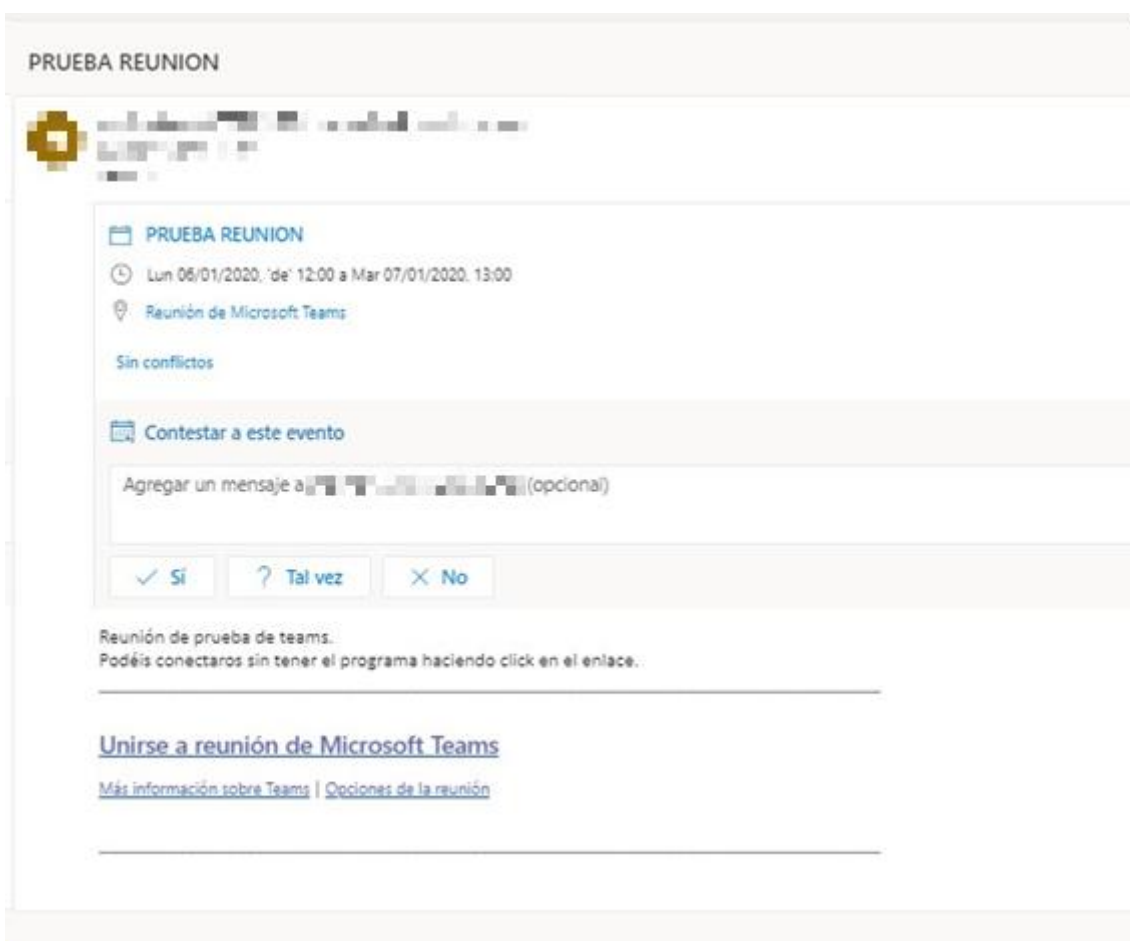 PRUEBA REUNION
PRUEBA REUNION
Lun 06/01/2020, 'de' 12:00 a Mar 07/01/2020, 13:00
Reunión de Microsoft Teams
Sin conflictos
Contestar a este evento
Agregar un mensaje a (opcional)
Sí ? Tal vez No
Reunión de prueba de teams.
Podéis conectaros sin tener el programa haciendo click en el enlace.
Unirse a reunión de Microsoft Teams
Más información sobre Teams | Opciones de la reunión